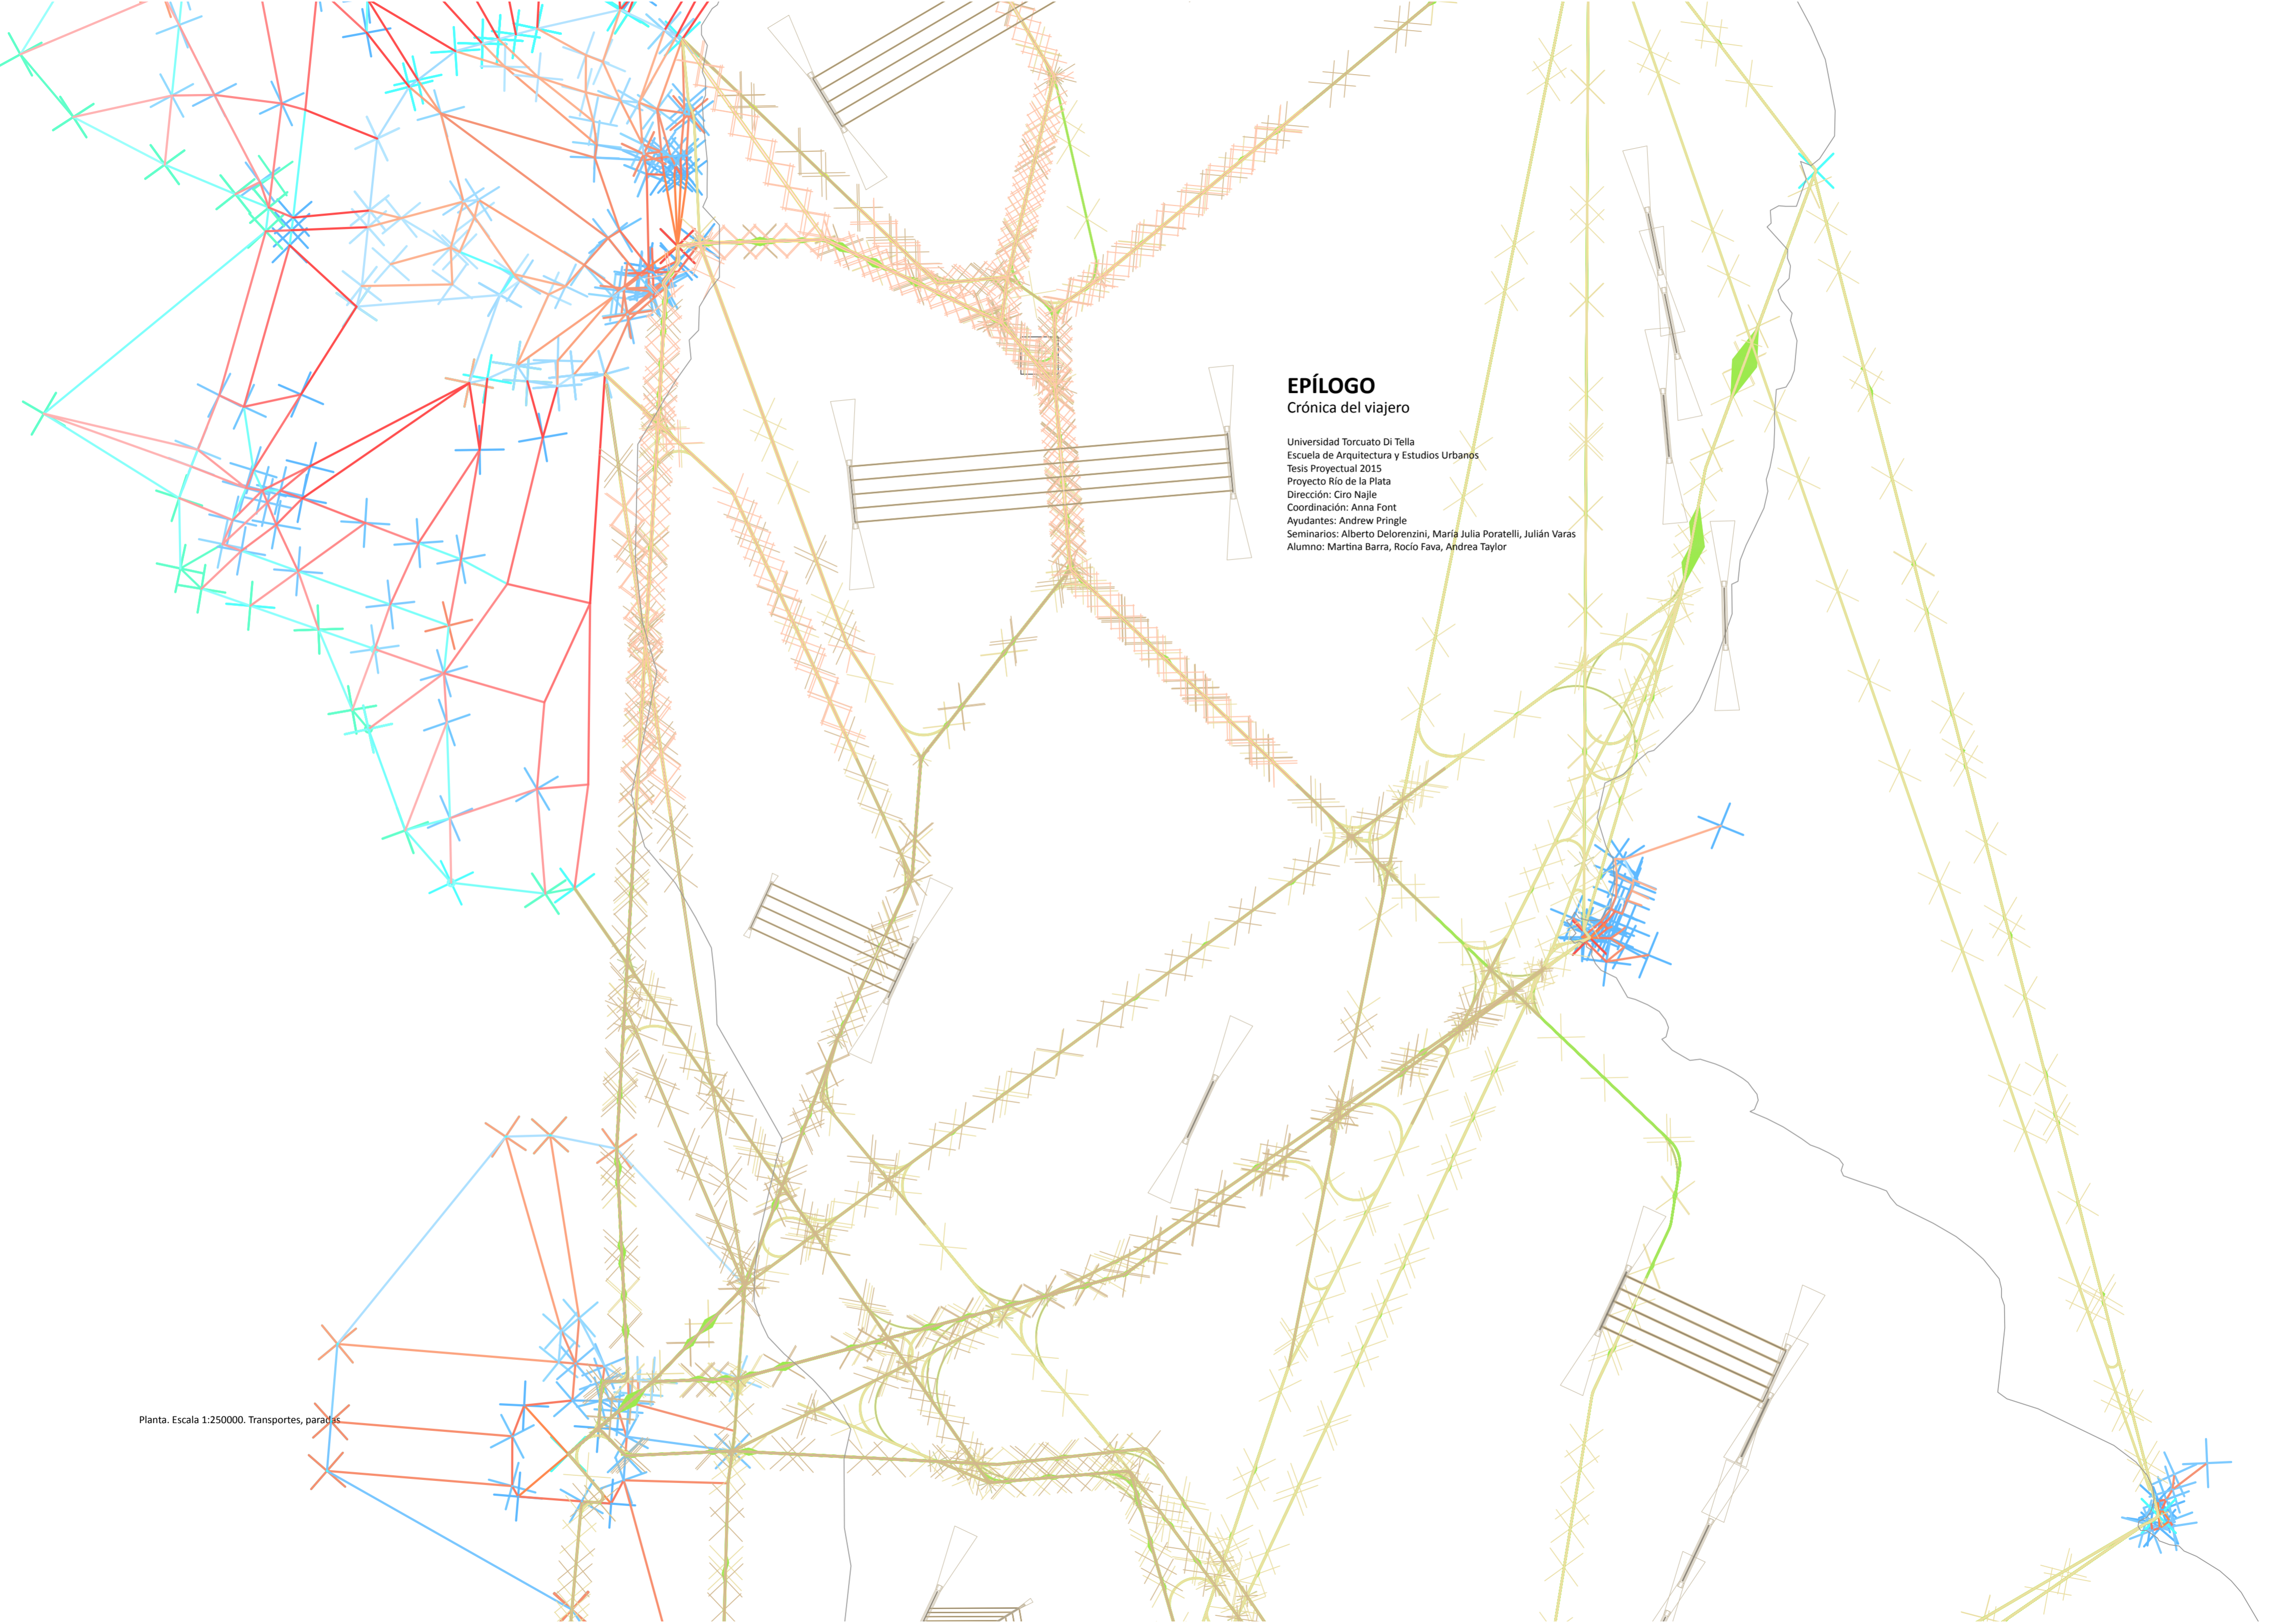 EPÍLOGO
Crónica del viajero
Universidad Torcuato Di Tella
Escuela de Arquitectura y Estudios Urbanos
Tesis Proyectual 2015
Proyecto Río de la Plata
Dirección: Ciro Najle
Coordinación: Anna Font
Ayudantes: Andrew Pringle
Seminarios: Alberto Delorenzini, María Julia Poratelli, Julián Varas
Alumno: Martina Barra, Rocío Fava, Andrea Taylor
Planta. Escala 1:250000. Transportes, paradas